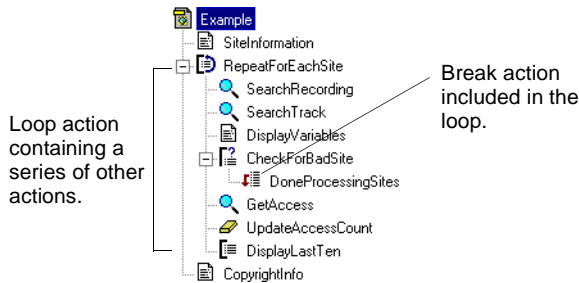 Example
SiteInformation
RepeatForEachSite
SearchRecording
SearchTrack
DisplayVariables
CheckForBadSite
DoneProcessingSites
GetAccess
UpdateAccessCount
DisplayLastTen
CopyrightInfo
Loop action
containing a
series of other
actions.
Break action
included in the
loop.